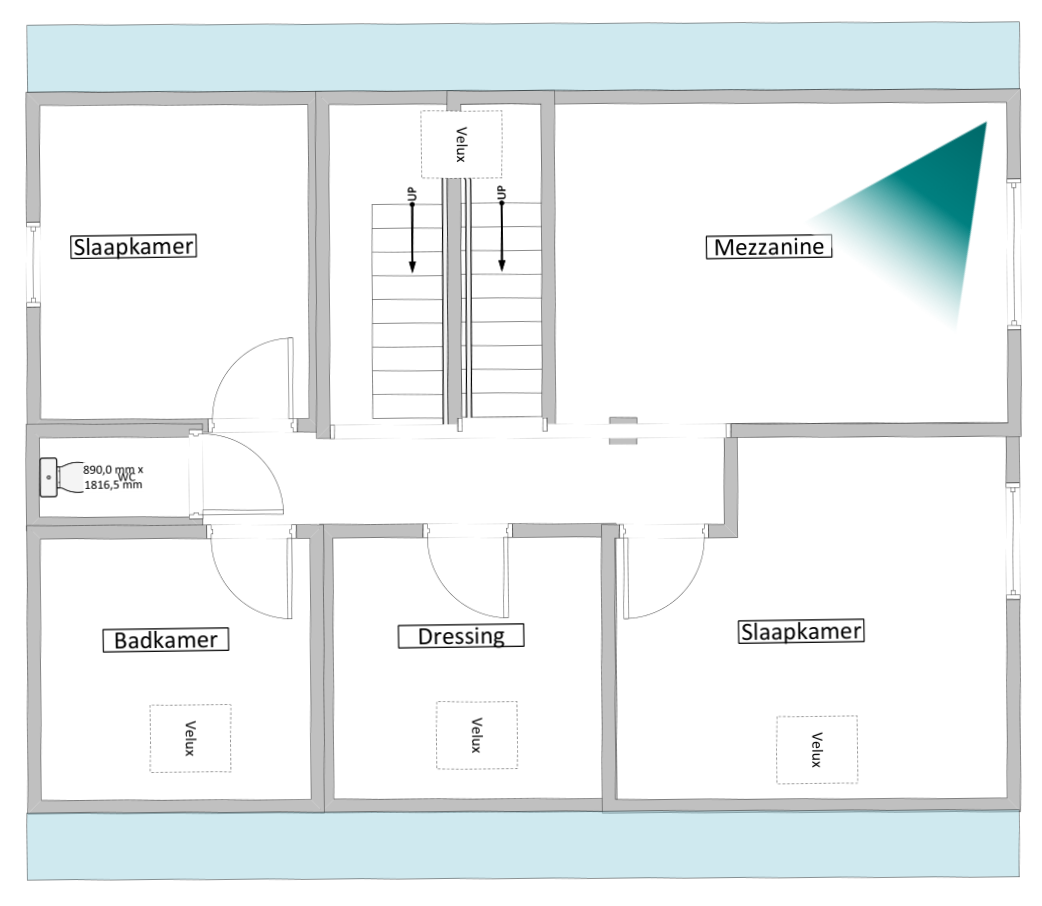 Velux
UP
UP
Slaapkamer
Mezzanine
890,0 mm x
WC
1816,5 mm
Badkamer
Dressing
Slaapkamer
Velux
Velux
Velux